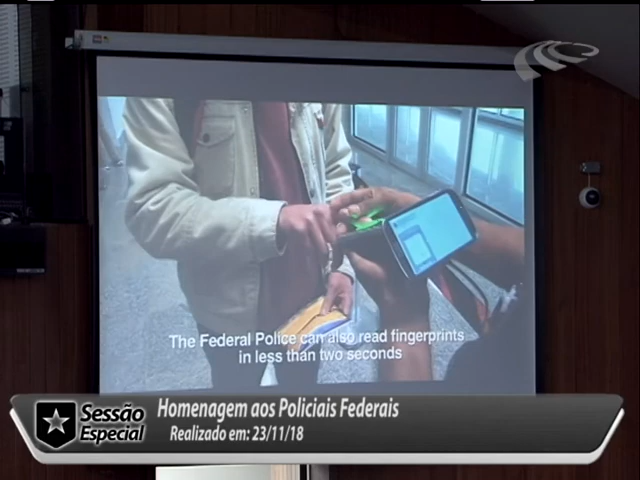 The Federal Police can also read fingerprints
in less than two seconds
Sessão
Especial
Homenagem aos Policiais Federais
Realizado em: 23/11/18